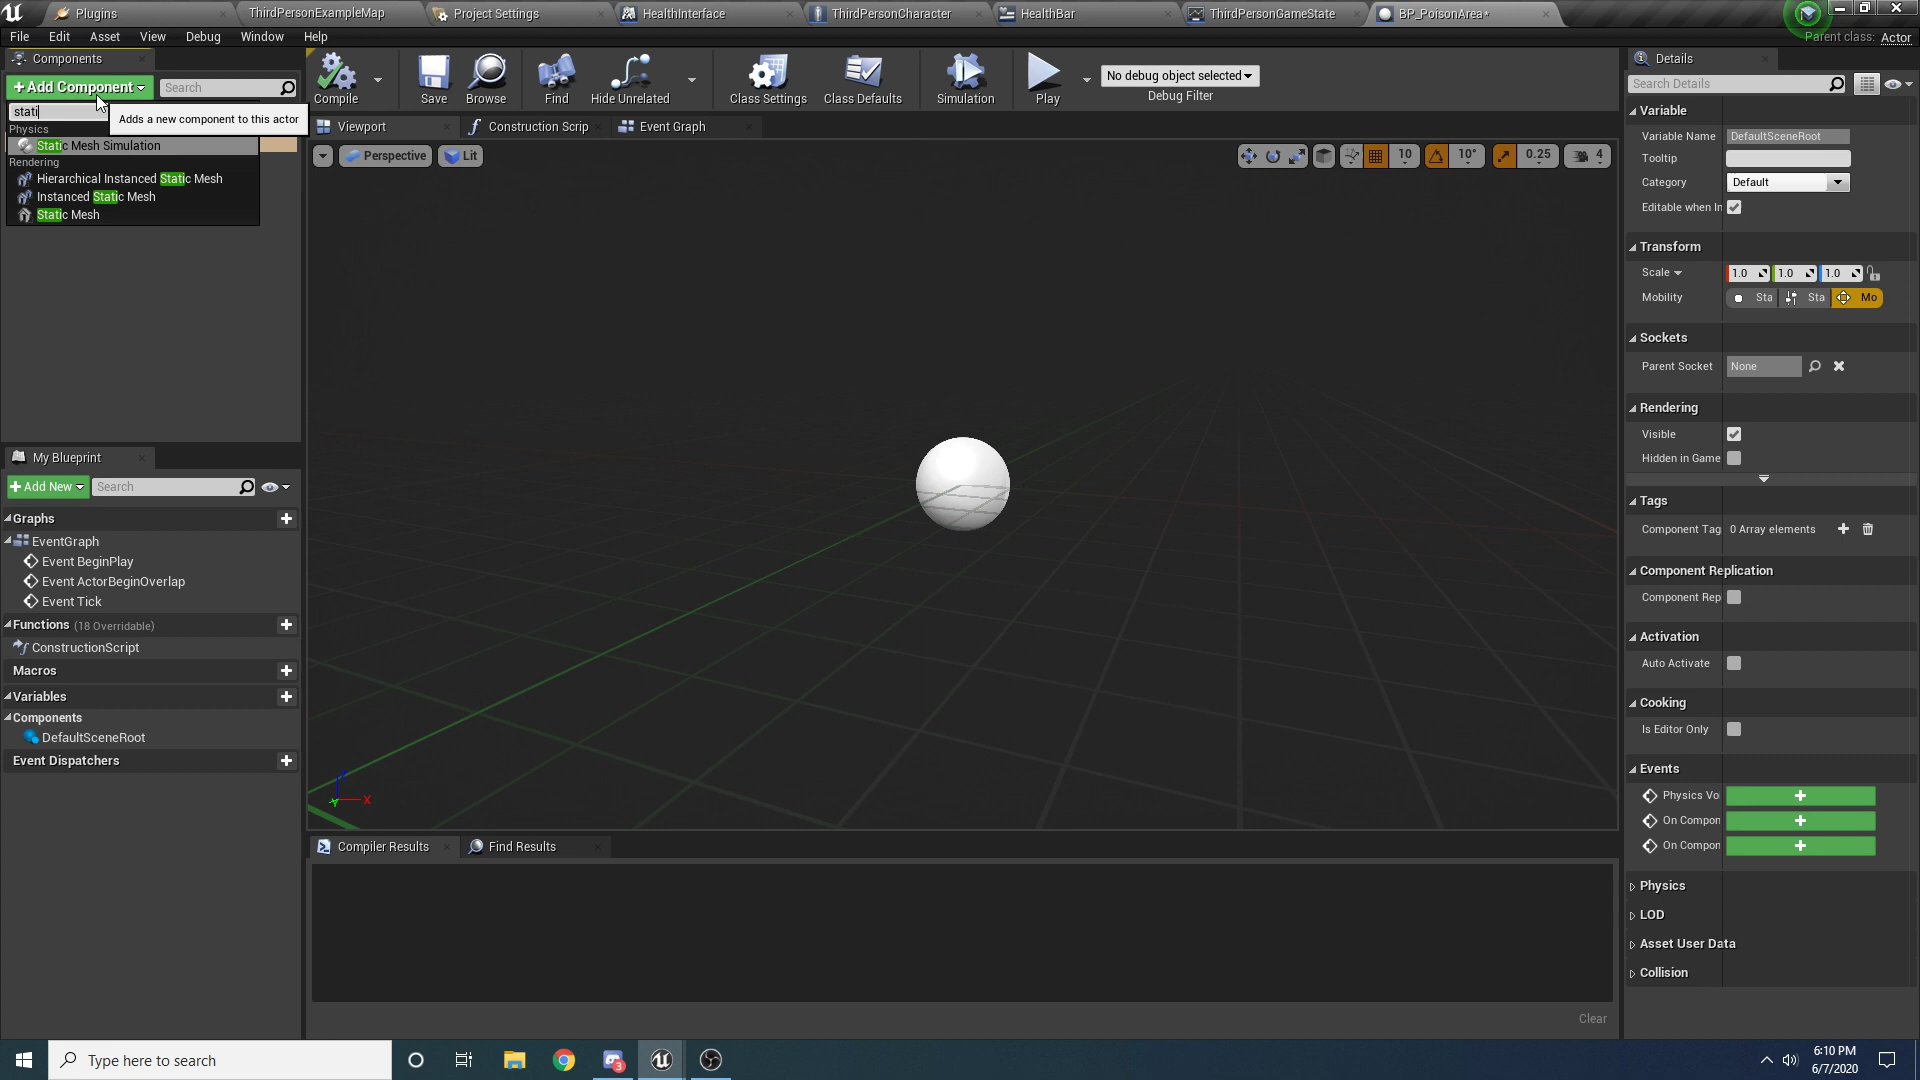 Plugins
ThirdPersonExampleMap
Project Settings
HealthInterface
ThirdPersonCharacter
HealthBar
ThirdPersonGameState
BP_PoisonArea*
File Edit Asset View Debug Window Help
Parent class: Actor
Components
+ Add Component
Search
stati
Adds a new component to this actor
Physics
Static Mesh Simulation
Rendering
Hierarchical Instanced Static Mesh
Instanced Static Mesh
Static Mesh
Compile
Save
Browse
Find
Hide Unrelated
Class Settings
Class Defaults
Simulation
Play
No debug object selected
Debug Filter
Viewport
Construction Scrip
Event Graph
Perspective
Lit
10
10°
0.25
4
X
My Blueprint
+ Add New
Search
Graphs
EventGraph
Event BeginPlay
Event ActorBeginOverlap
Event Tick
Functions (18 Overridable)
ConstructionScript
Macros
Variables
Components
DefaultSceneRoot
Event Dispatchers
Compiler Results
Find Results
Clear
Details
Search Details
Variable
Variable Name DefaultSceneRoot
Tooltip
Category Default
Editable when In
Transform
Scale 1.0 1.0 1.0
Mobility Sta Sta Mo
Sockets
Parent Socket None
Rendering
Visible
Hidden in Game
Tags
Component Tag 0 Array elements
Component Replication
Component Rep
Activation
Auto Activate
Cooking
Is Editor Only
Events
Physics Vo
On Compon
On Compon
Physics
LOD
Asset User Data
Collision
Type here to search
3
6:10 PM
6/7/2020